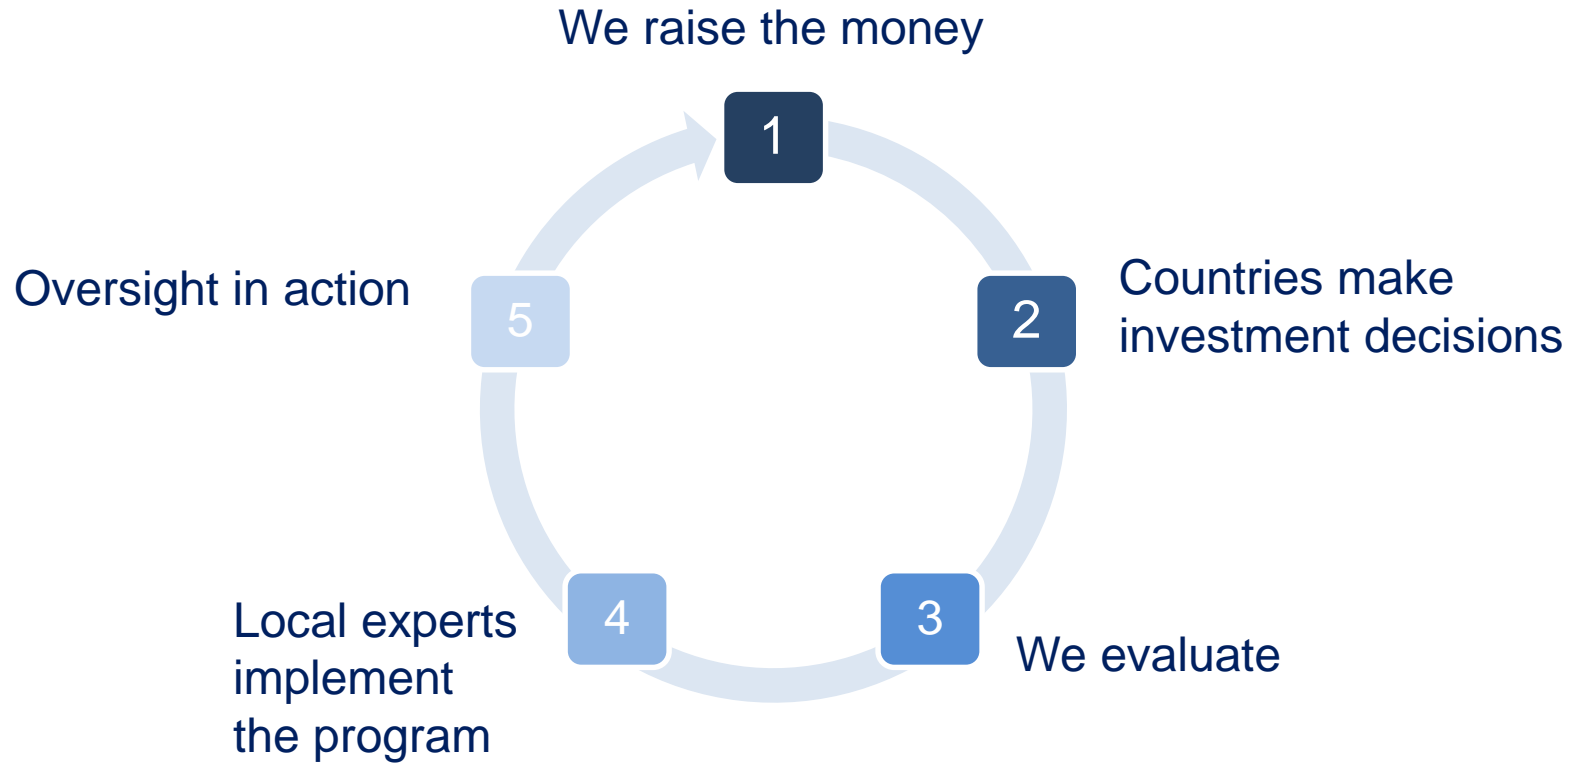 We raise the money
1
2
Countries make
investment decisions
3
We evaluate
4
Local experts
implement
the program
5
Oversight in action